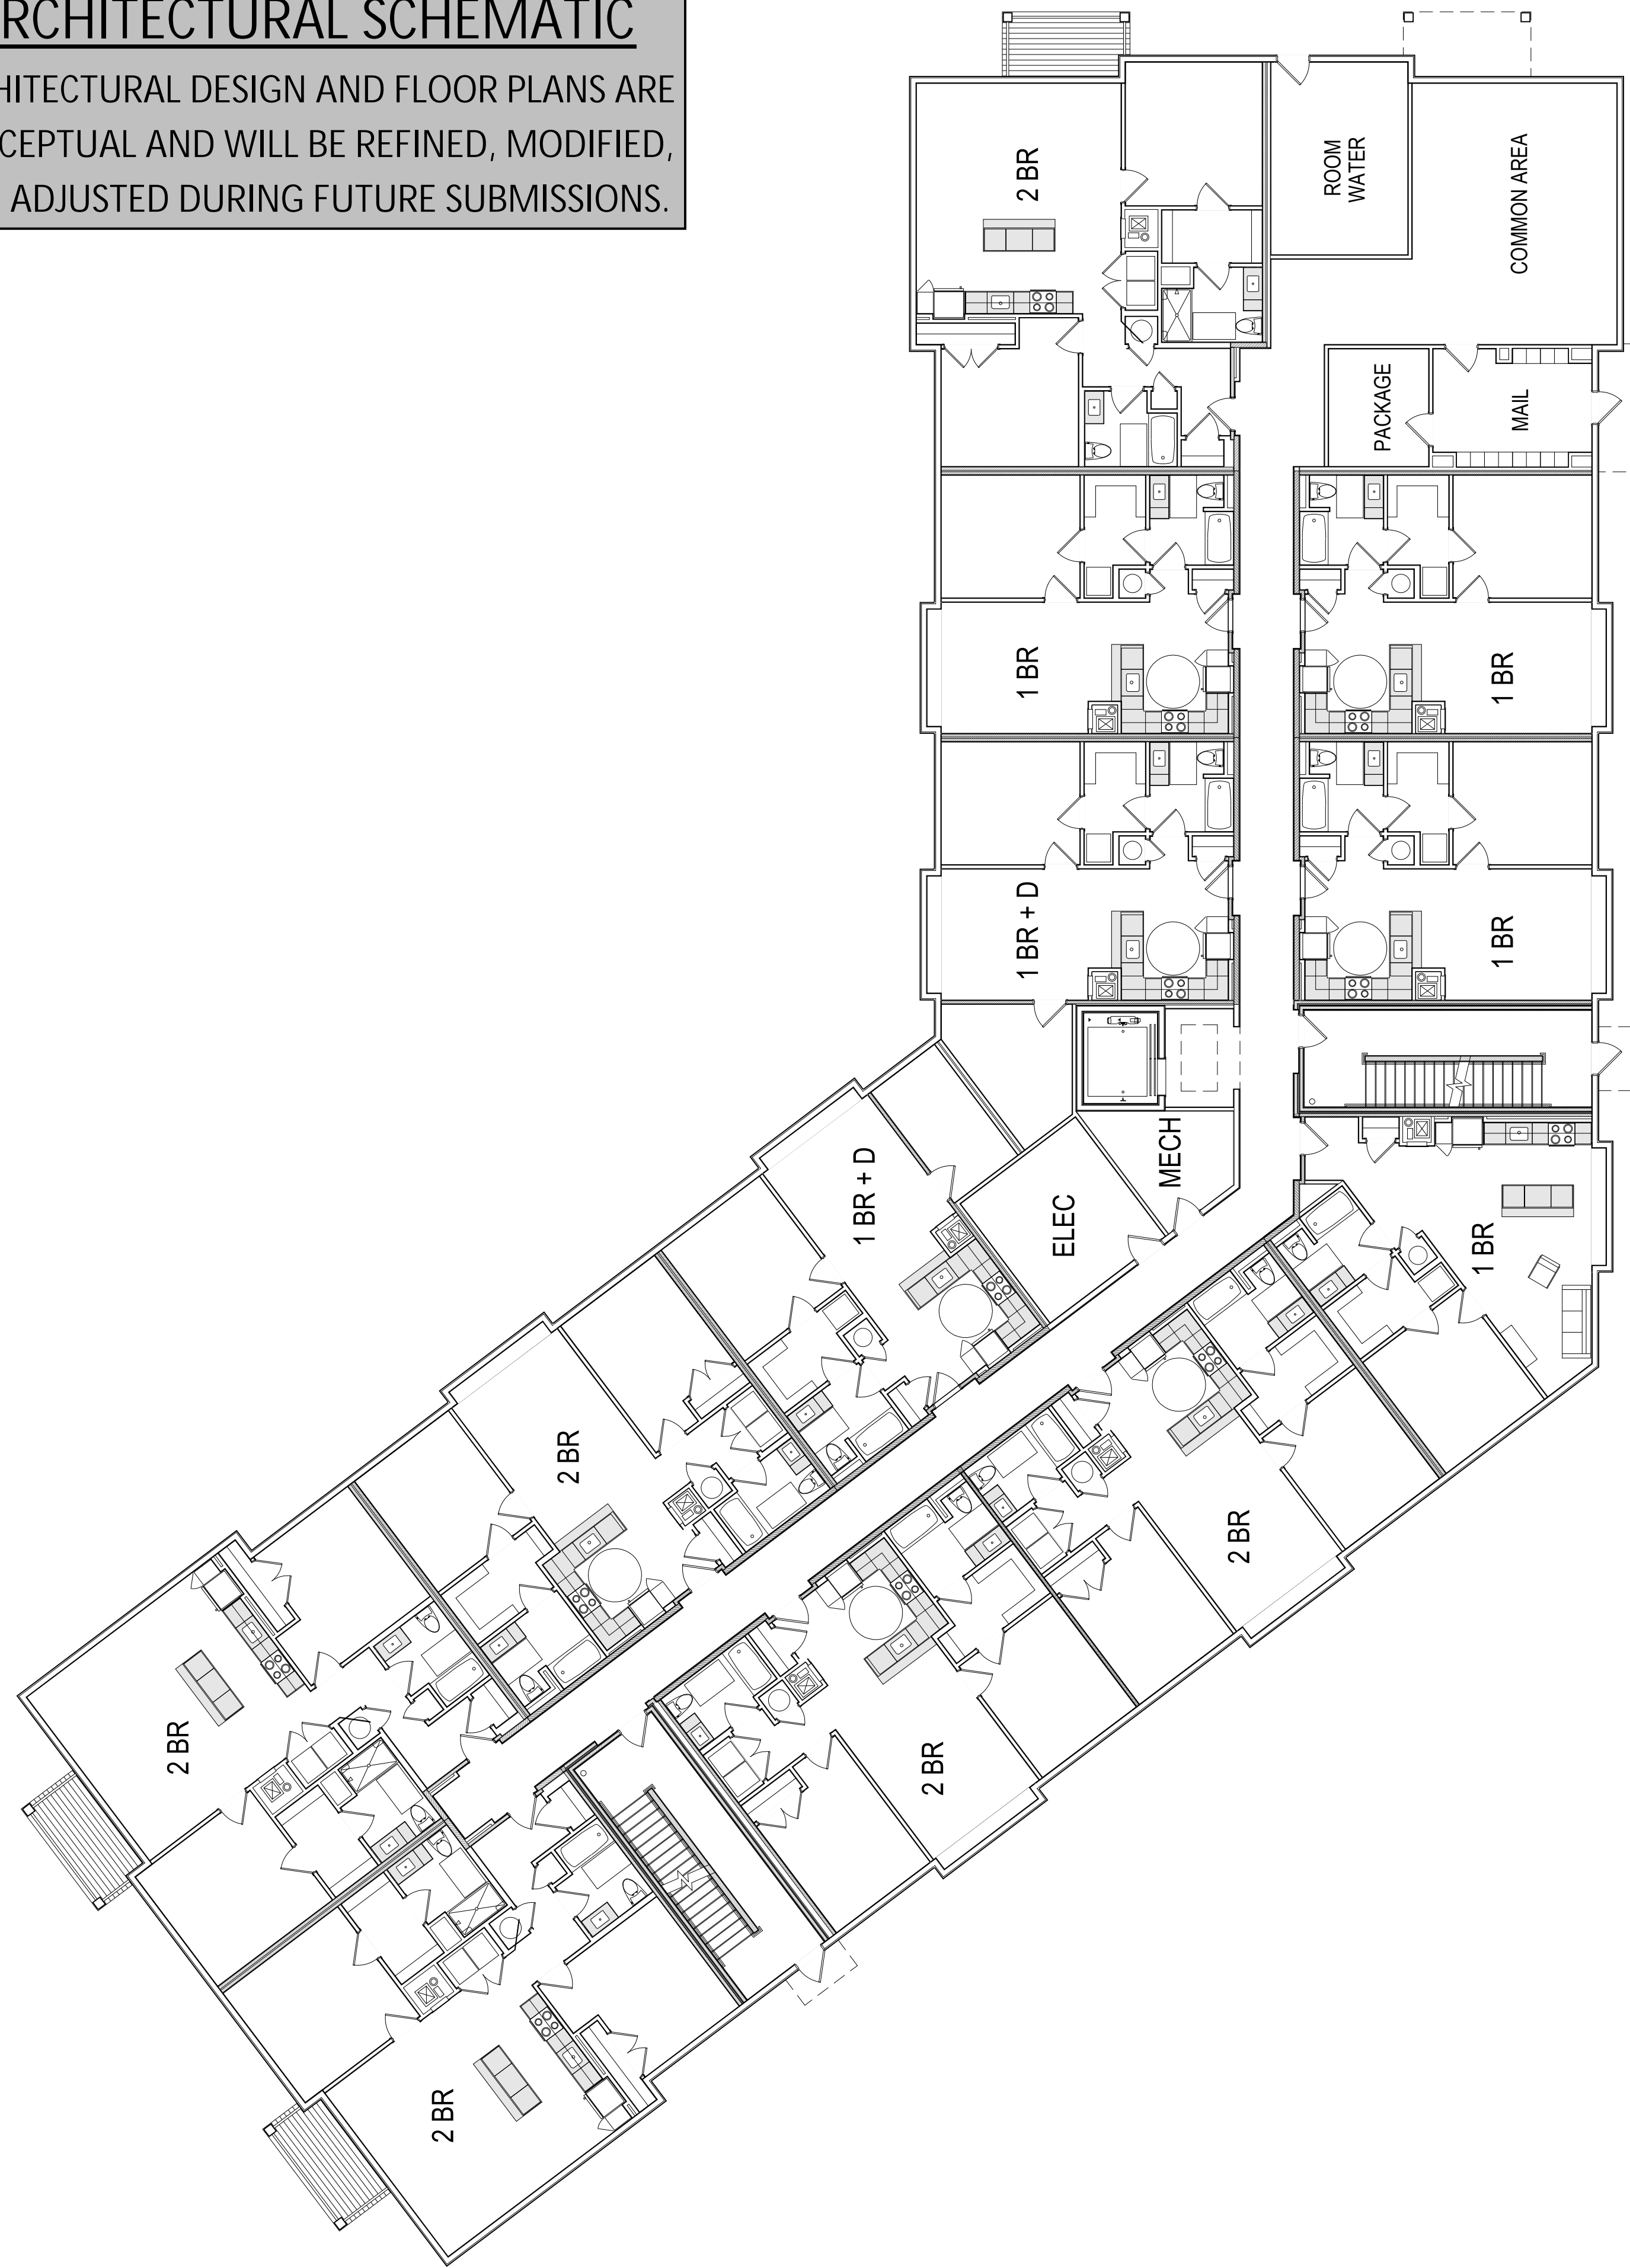 RCHITECTURAL SCHEMATIC
HITECTURAL DESIGN AND FLOOR PLANS ARE
CEPTUAL AND WILL BE REFINED, MODIFIED,
ADJUSTED DURING FUTURE SUBMISSIONS.
2 BR
ROOM
WATER
COMMON AREA
PACKAGE
MAIL
1 BR
1 BR
1 BR + D
1 BR
MECH
1 BR + D
ELEC
1 BR
2 BR
2 BR
2 BR
2 BR
2 BR